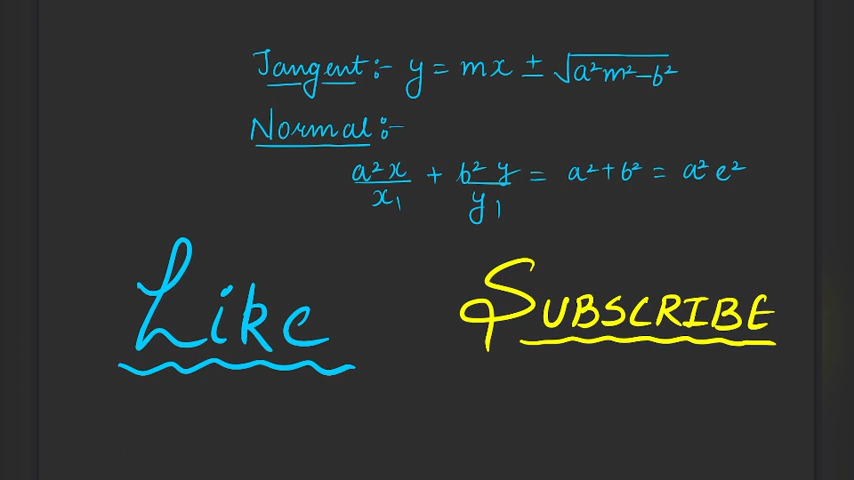 Tangent :- y = mx ± √a²m²-b²
Normal :-
a²x/x₁ + b²y/y₁ = a²+b² = a²e²
Like
SUBSCRIBE